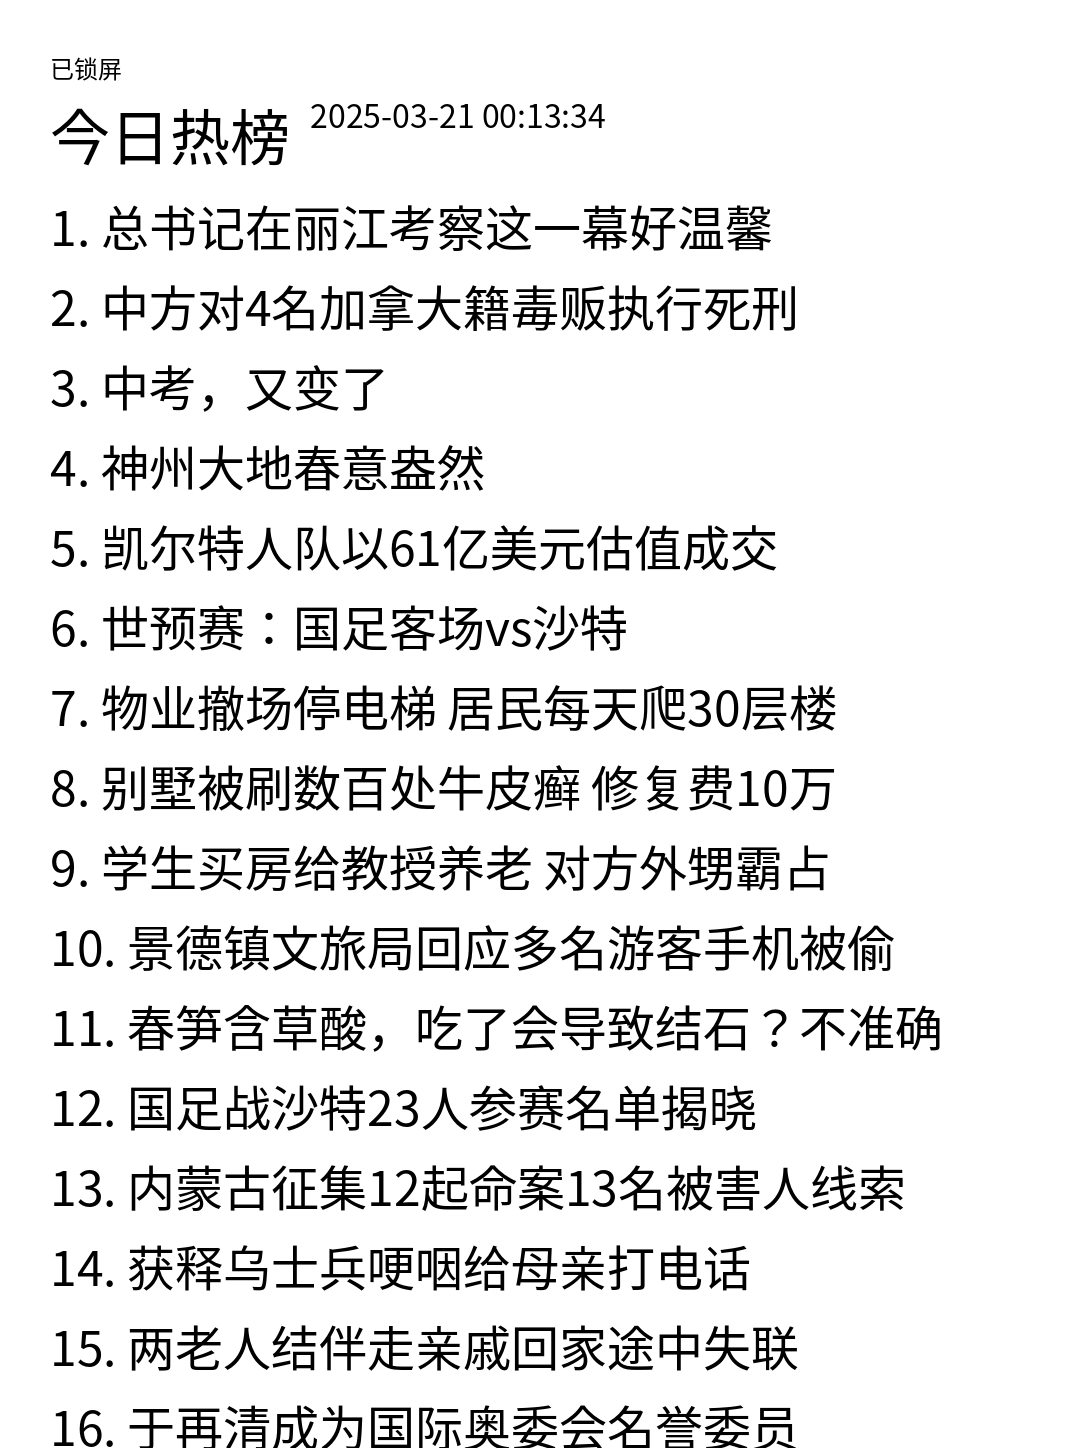 已锁屏
今日热榜 2025-03-21 00:13:34
1. 总书记在丽江考察这一幕好温馨
2. 中方对4名加拿大籍毒贩执行死刑
3. 中考，又变了
4. 神州大地春意盎然
5. 凯尔特人队以61亿美元估值成交
6. 世预赛：国足客场vs沙特
7. 物业撤场停电梯 居民每天爬30层楼
8. 别墅被刷数百处牛皮癣 修复费10万
9. 学生买房给教授养老 对方外甥霸占
10. 景德镇文旅局回应多名游客手机被偷
11. 春笋含草酸，吃了会导致结石？不准确
12. 国足战沙特23人参赛名单揭晓
13. 内蒙古征集12起命案13名被害人线索
14. 获释乌士兵哽咽给母亲打电话
15. 两老人结伴走亲戚回家途中失联
16. 于再清成为国际奥委会名誉委员